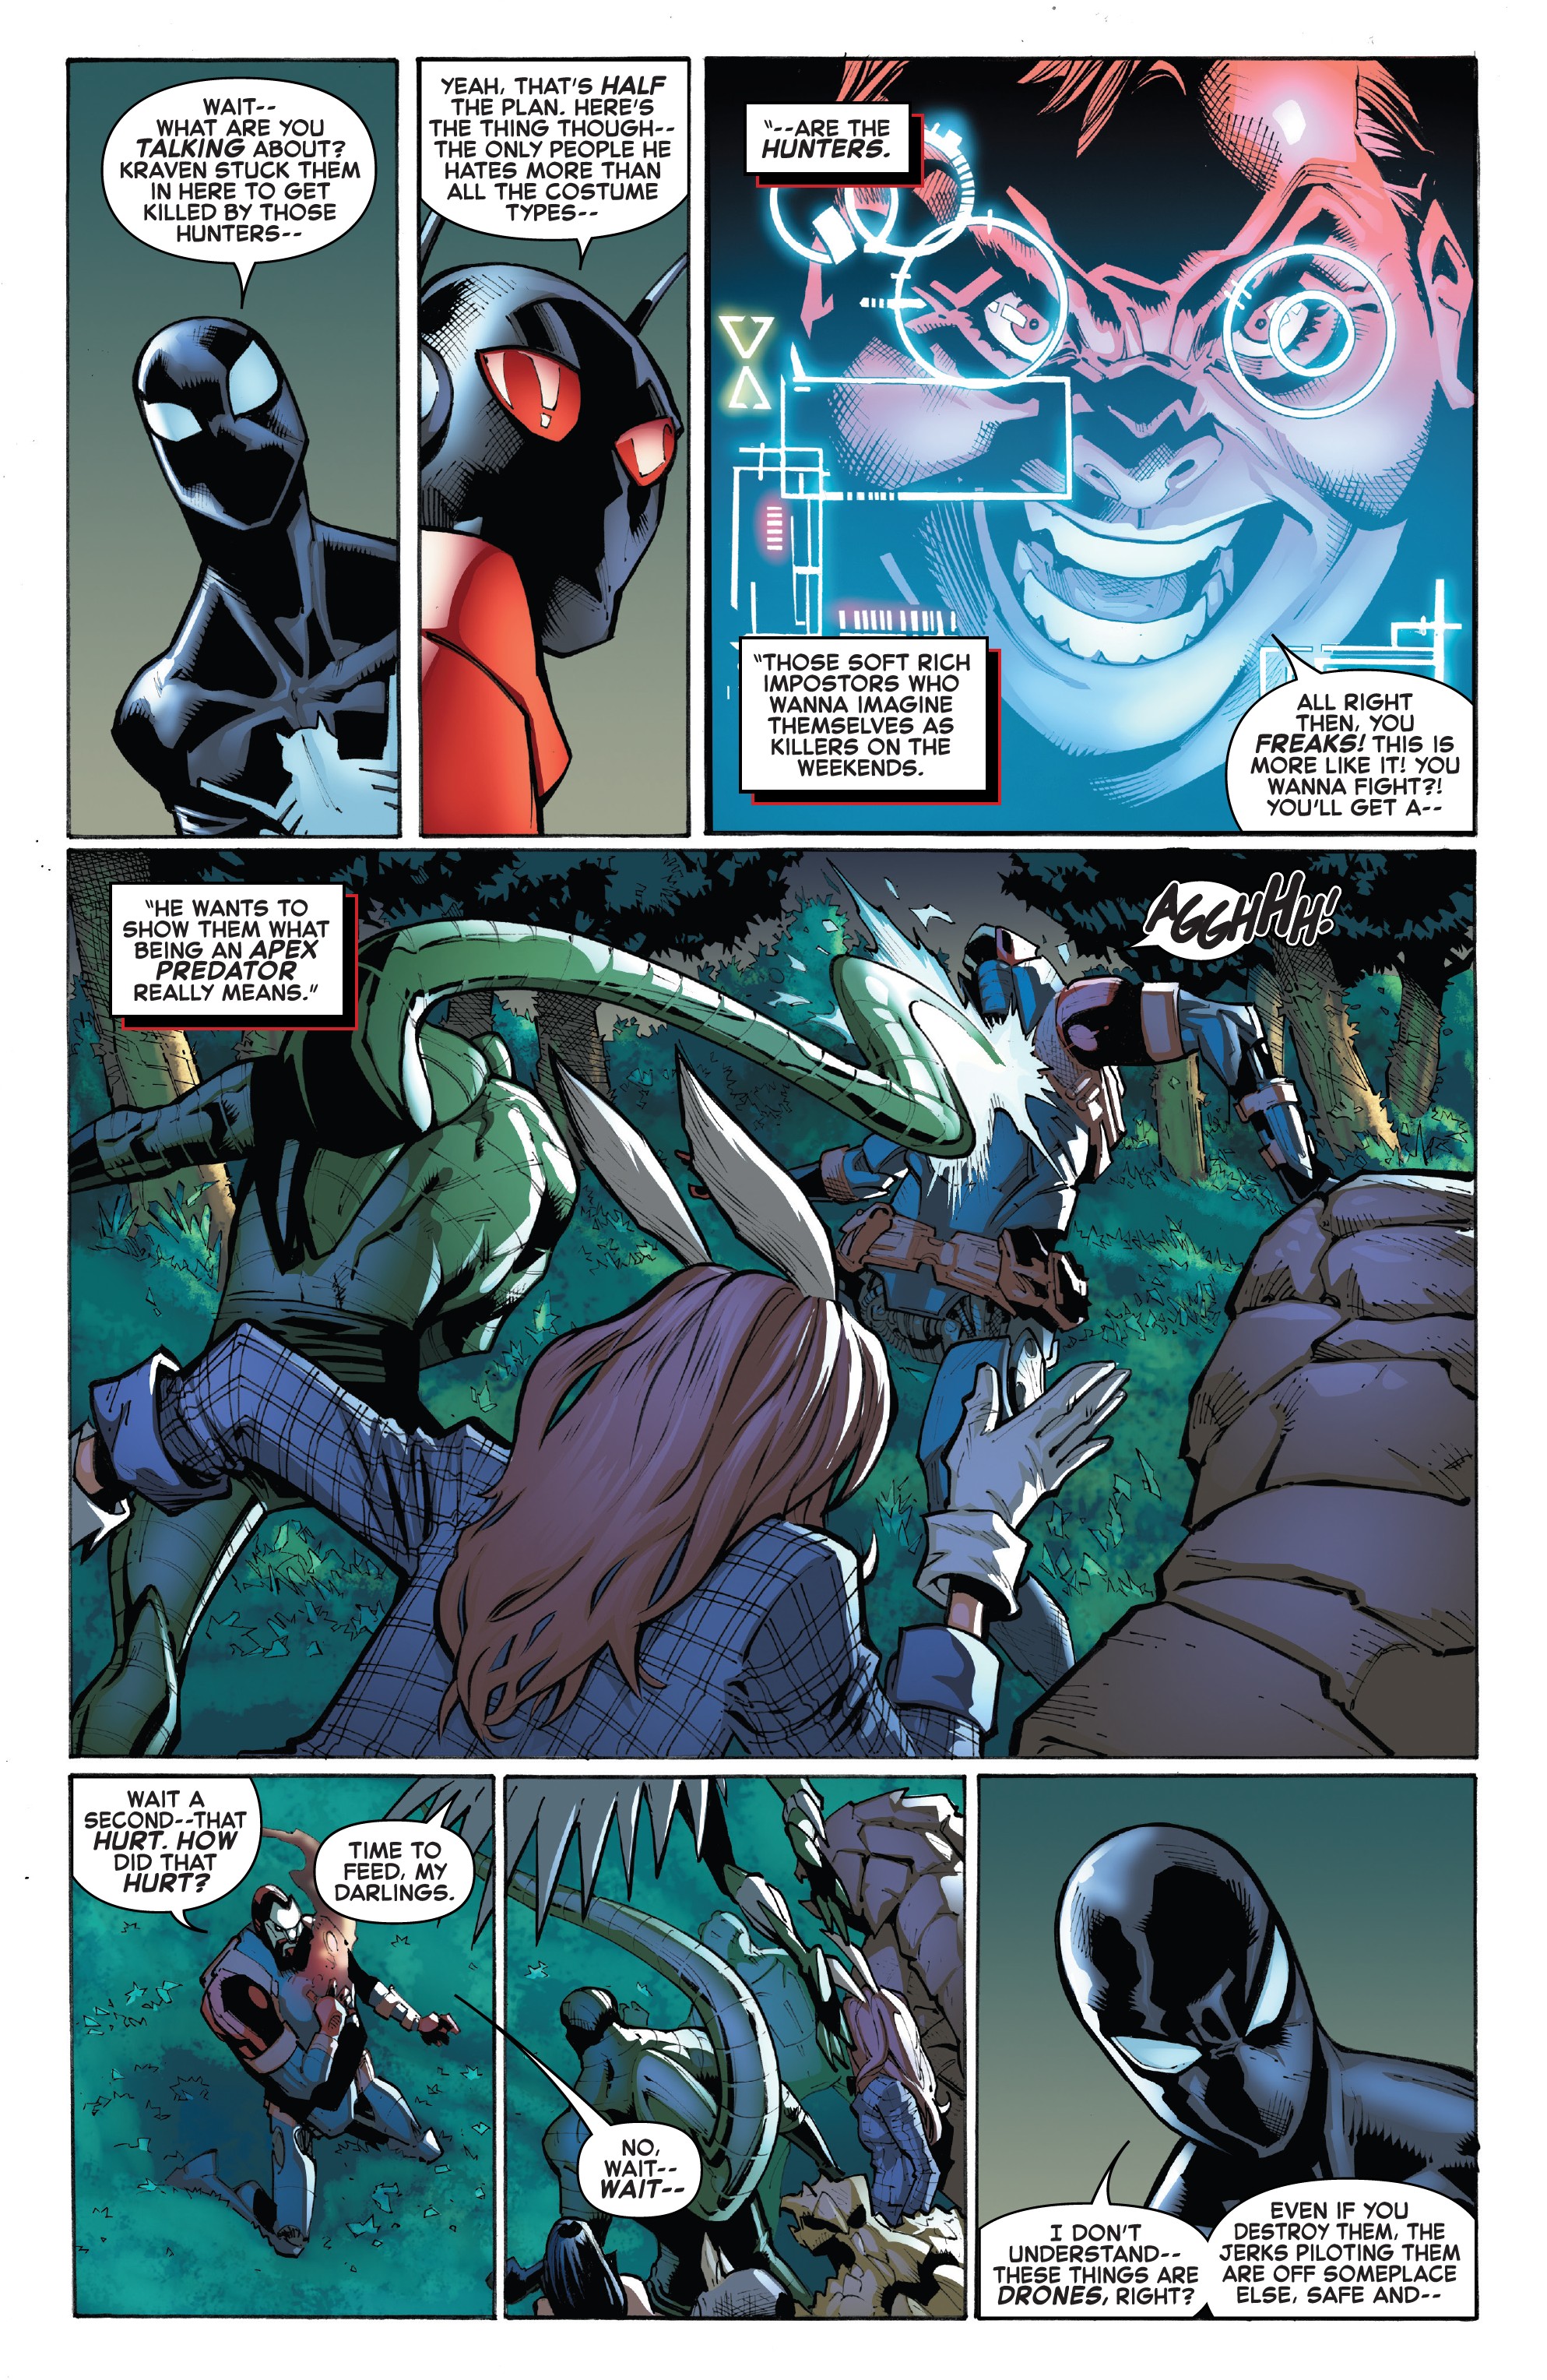 WAIT--
WHAT ARE YOU
TALKING ABOUT?
KRAVEN STUCK THEM
IN HERE TO GET
KILLED BY THOSE
HUNTERS--
YEAH, THAT'S HALF
THE PLAN. HERE'S
THE THING THOUGH--
THE ONLY PEOPLE HE
HATES MORE THAN
ALL THE COSTUME
TYPES--
"--ARE THE
HUNTERS.
"THOSE SOFT RICH
IMPOSTORS WHO
WANNA IMAGINE
THEMSELVES AS
KILLERS ON THE
WEEKENDS.
ALL RIGHT
THEN, YOU
FREAKS! THIS IS
MORE LIKE IT! YOU
WANNA FIGHT?!
YOU'LL GET A--
"HE WANTS TO
SHOW THEM WHAT
BEING AN APEX
PREDATOR
REALLY MEANS."
AGGHHH!
WAIT A
SECOND--THAT
HURT. HOW
DID THAT
HURT?
TIME TO
FEED, MY
DARLINGS.
NO,
WAIT--
WAIT--
I DON'T
UNDERSTAND--
THESE THINGS ARE
DRONES, RIGHT?
EVEN IF YOU
DESTROY THEM, THE
JERKS PILOTING THEM
ARE OFF SOMEPLACE
ELSE, SAFE AND--